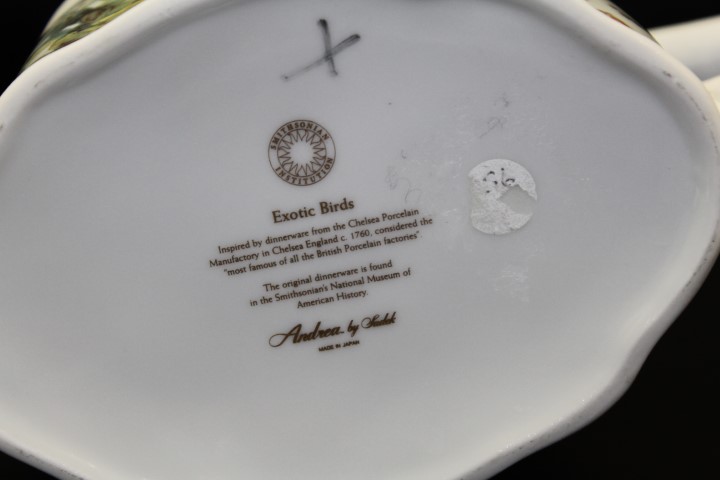 SMITHSONIAN INSTITUTION
Exotic Birds
Inspired by dinnerware from the Chelsea Porcelain
Manufactory in Chelsea England c. 1760, considered the
"most famous of all the British Porcelain factories".
The original dinnerware is found
in the Smithsonian's National Museum of
American History.
Andrea by Sadek
MADE IN JAPAN